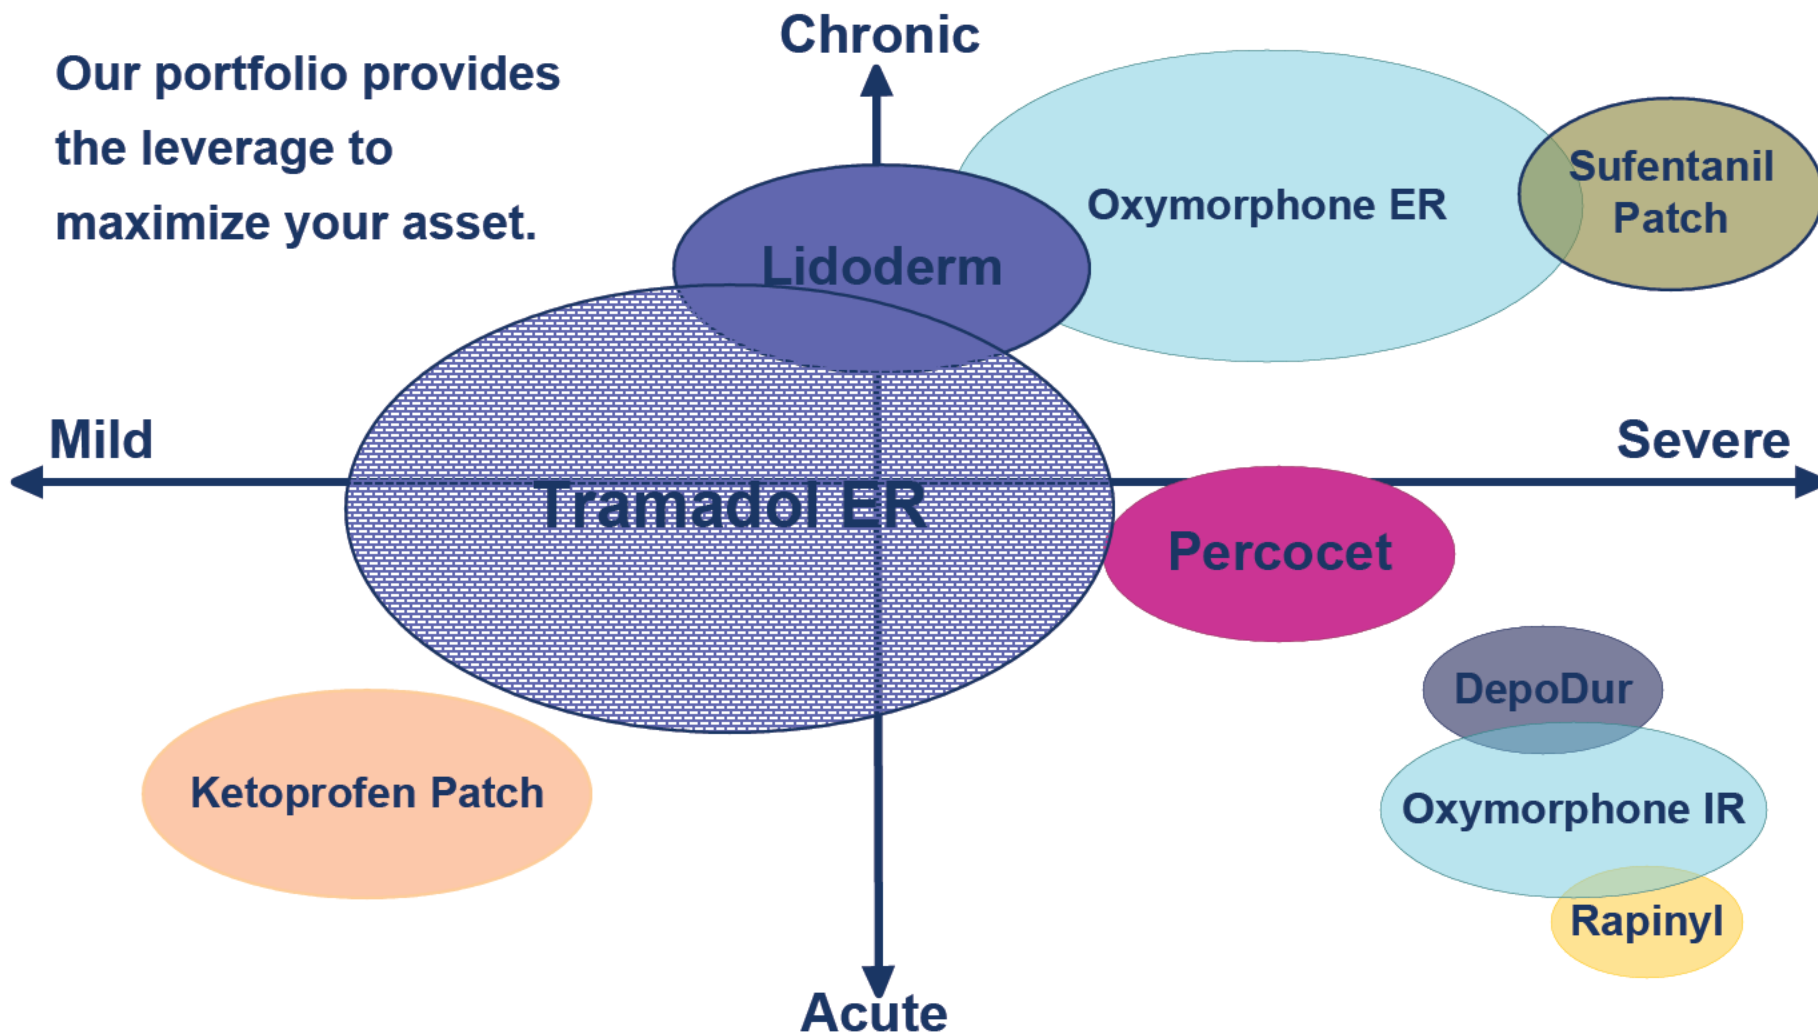 Our portfolio provides
the leverage to
maximize your asset.
Chronic
Oxymorphone ER
Sufentanil
Patch
Lidoderm
Mild
Severe
Tramadol ER
Percocet
DepoDur
Ketoprofen Patch
Oxymorphone IR
Rapinyl
Acute